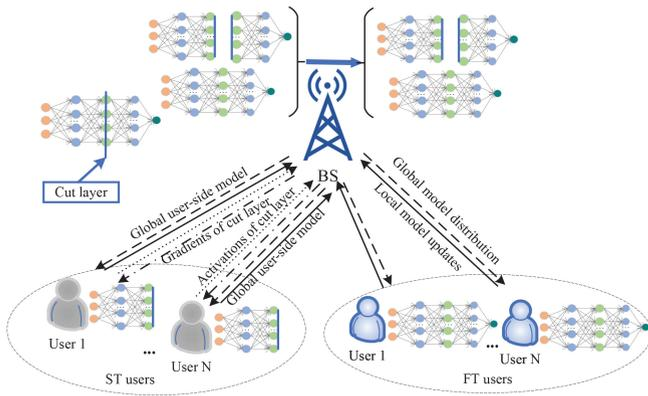 Cut layer
BS
Global user-side model
Gradients of cut layer
Activations of cut layer
Global user-side model
Global model distribution
Local model updates
User 1
...
User N
ST users
User 1
...
User N
FT users